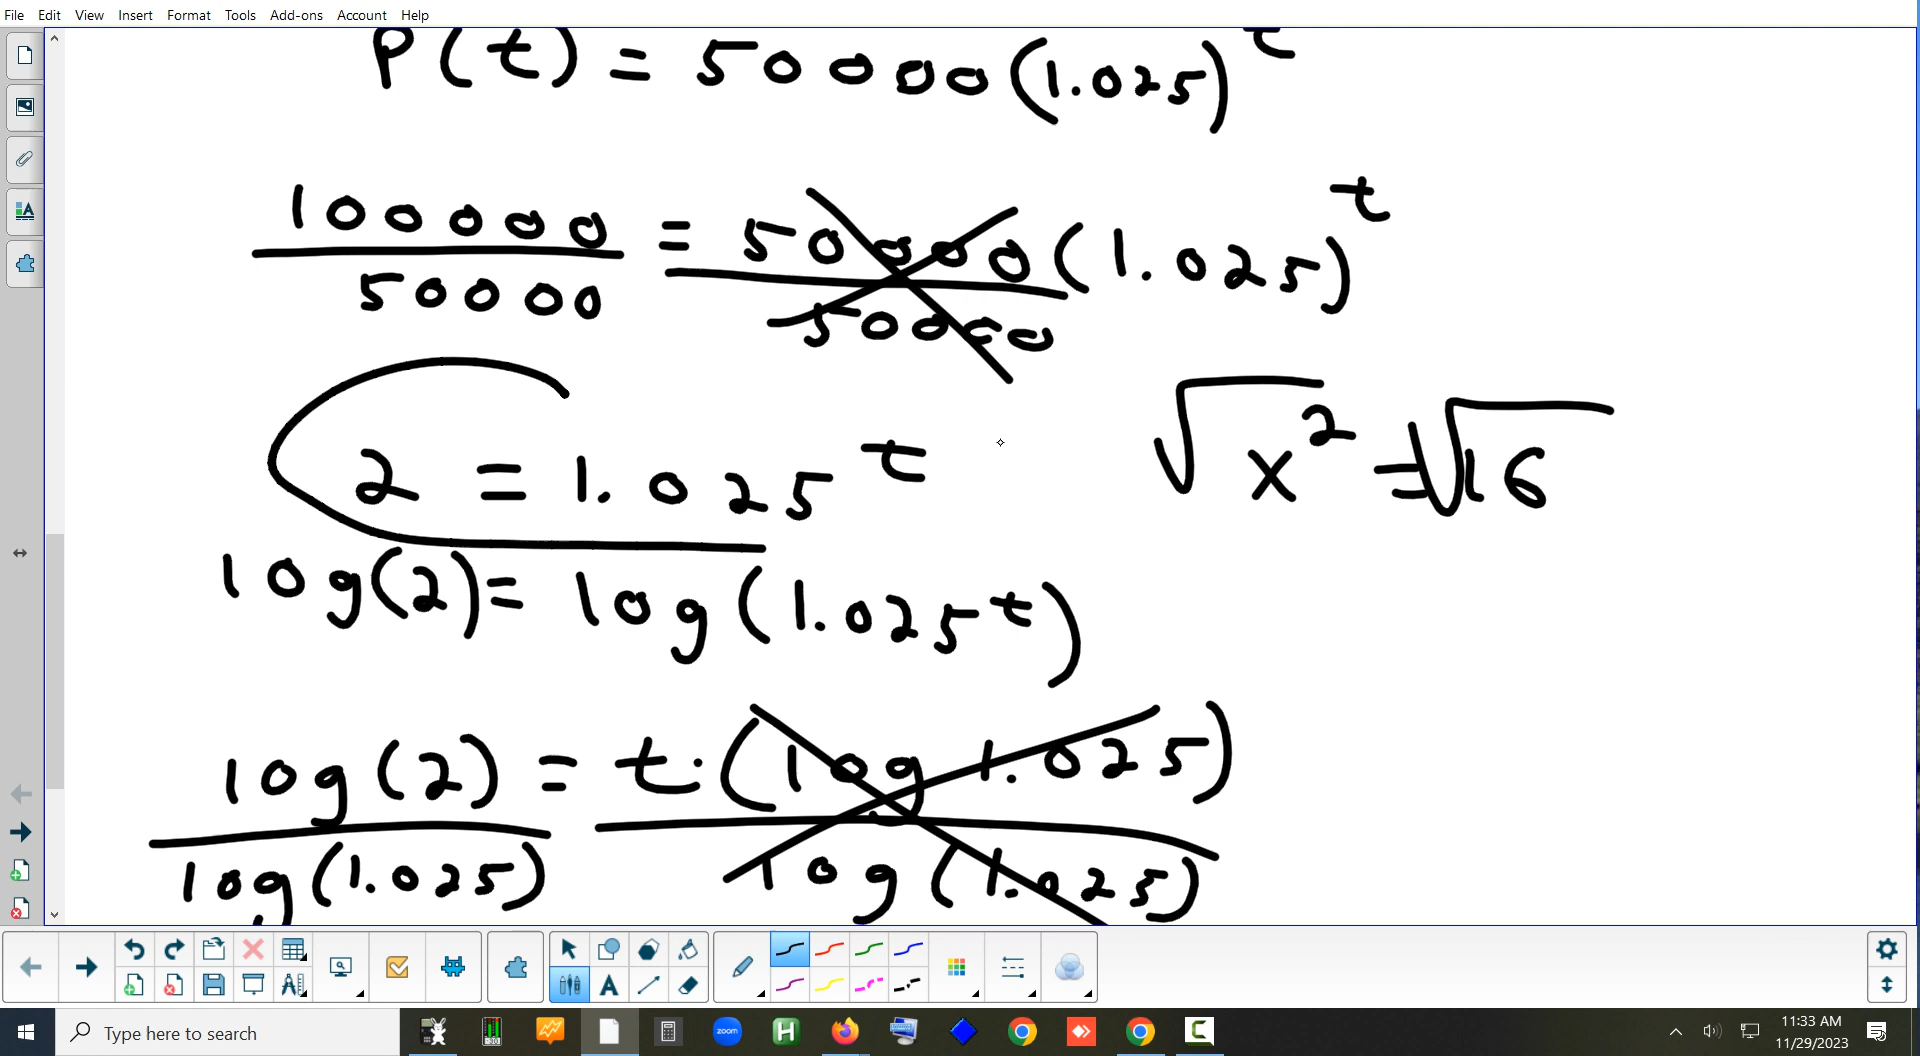 File Edit View Insert Format Tools Add-ons Account Help
P(t) = 50000(1.025)^t
100000/50000 = 50000(1.025)^t/50000
2 = 1.025^t
√x² = √16
log(2) = log(1.025^t)
log(2)/log(1.025) = t·(log 1.025)/log(1.025)
Type here to search
zoom
11:33 AM
11/29/2023